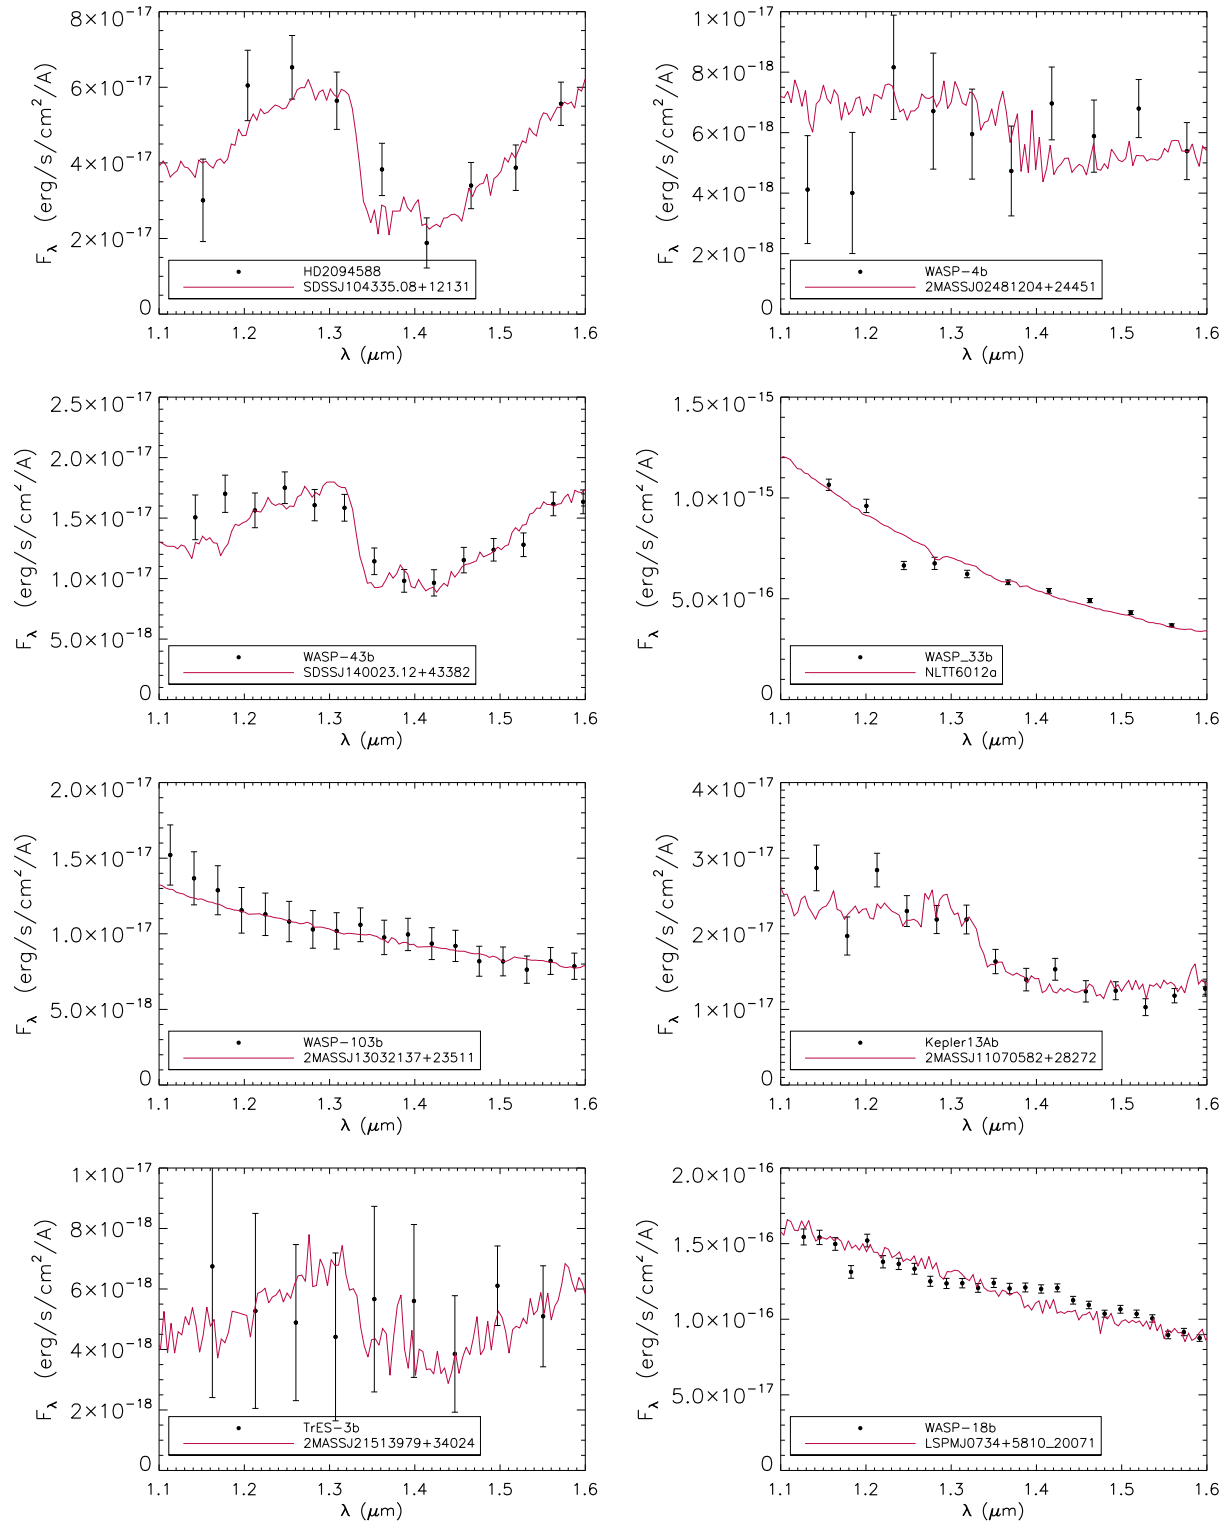 8×10⁻¹⁷
6×10⁻¹⁷
4×10⁻¹⁷
2×10⁻¹⁷
0
F_λ (erg/s/cm²/A)
HD2094588
SDSSJ104335.08+12131
1.1 1.2 1.3 1.4 1.5 1.6
λ (μm)
1×10⁻¹⁷
8×10⁻¹⁸
6×10⁻¹⁸
4×10⁻¹⁸
2×10⁻¹⁸
0
F_λ (erg/s/cm²/A)
WASP-4b
2MASSJ02481204+24451
1.1 1.2 1.3 1.4 1.5 1.6
λ (μm)
2.5×10⁻¹⁷
2.0×10⁻¹⁷
1.5×10⁻¹⁷
1.0×10⁻¹⁷
5.0×10⁻¹⁸
0
F_λ (erg/s/cm²/A)
WASP-43b
SDSSJ140023.12+43382
1.1 1.2 1.3 1.4 1.5 1.6
λ (μm)
1.5×10⁻¹⁵
1.0×10⁻¹⁵
5.0×10⁻¹⁶
0
F_λ (erg/s/cm²/A)
WASP_33b
NLTT6012a
1.1 1.2 1.3 1.4 1.5 1.6
λ (μm)
2.0×10⁻¹⁷
1.5×10⁻¹⁷
1.0×10⁻¹⁷
5.0×10⁻¹⁸
0
F_λ (erg/s/cm²/A)
WASP-103b
2MASSJ13032137+23511
1.1 1.2 1.3 1.4 1.5 1.6
λ (μm)
4×10⁻¹⁷
3×10⁻¹⁷
2×10⁻¹⁷
1×10⁻¹⁷
0
F_λ (erg/s/cm²/A)
Kepler13Ab
2MASSJ11070582+28272
1.1 1.2 1.3 1.4 1.5 1.6
λ (μm)
1×10⁻¹⁷
8×10⁻¹⁸
6×10⁻¹⁸
4×10⁻¹⁸
2×10⁻¹⁸
0
F_λ (erg/s/cm²/A)
TrES-3b
2MASSJ21513979+34024
1.1 1.2 1.3 1.4 1.5 1.6
λ (μm)
2.0×10⁻¹⁶
1.5×10⁻¹⁶
1.0×10⁻¹⁶
5.0×10⁻¹⁷
0
F_λ (erg/s/cm²/A)
WASP-18b
LSPMJ0734+5810_20071
1.1 1.2 1.3 1.4 1.5 1.6
λ (μm)